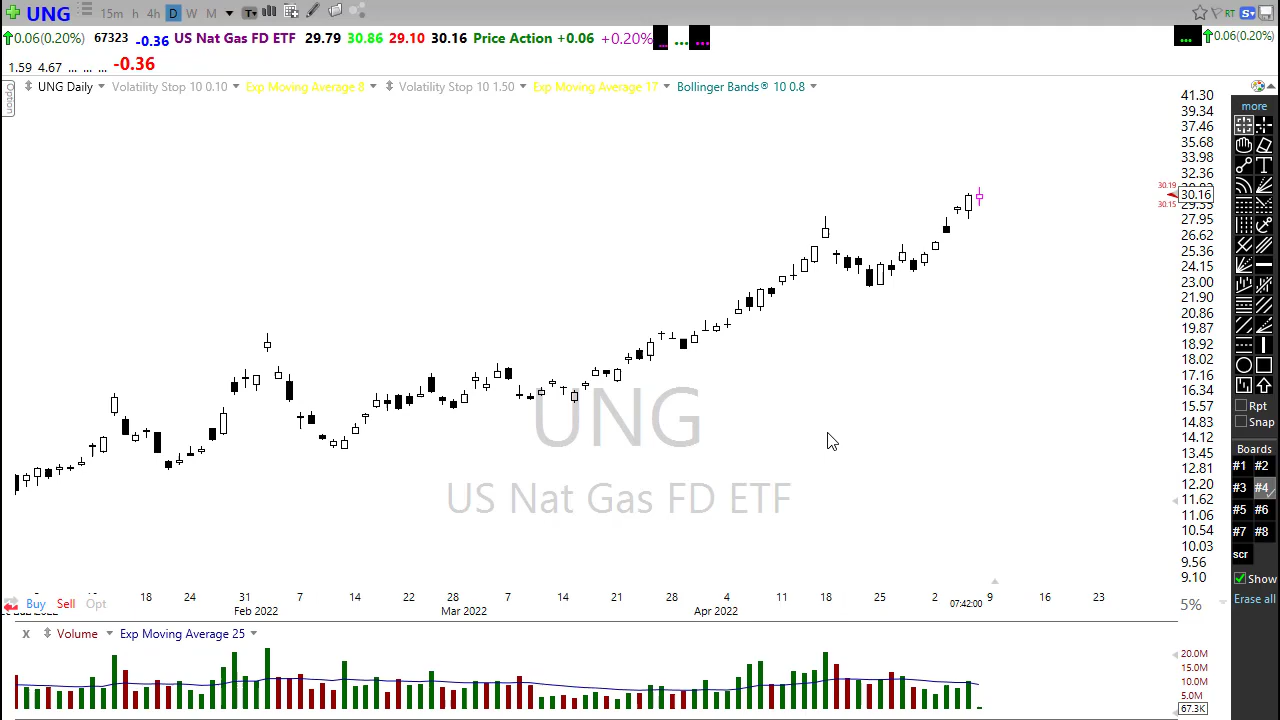 UNG 15m h 4h D W M T RT S
0.06(0.20%) 67323 -0.36 US Nat Gas FD ETF 29.79 30.86 29.10 30.16 Price Action +0.06 +0.20% ... ... ... ... 0.06(0.20%)
1.59 4.67 ... ... ... -0.36
Option
UNG Daily Volatility Stop 10 0.10 Exp Moving Average 8 Volatility Stop 10 1.50 Exp Moving Average 17 Bollinger Bands® 10 0.8
41.30
39.34
37.46
35.68
33.98
32.36
30.19
30.16
30.15
29.35
27.95
26.62
25.36
24.15
23.00
21.90
20.86
19.87
18.92
18.02
17.16
16.34
15.57
14.83
14.12
13.45
12.81
12.20
11.62
11.06
10.54
10.03
9.56
9.10
UNG
US Nat Gas FD ETF
more
Rpt
Snap
Boards
#1 #2
#3 #4
#5 #6
#7 #8
scr
Show
Erase all
18 24 31 7 14 22 28 7 14 21 28 4 11 18 25 2 07:42:00 9 16 23
Feb 2022 Mar 2022 Apr 2022
Buy Sell Opt
5%
x Volume Exp Moving Average 25
20.0M
15.0M
10.0M
5.0M
67.3K